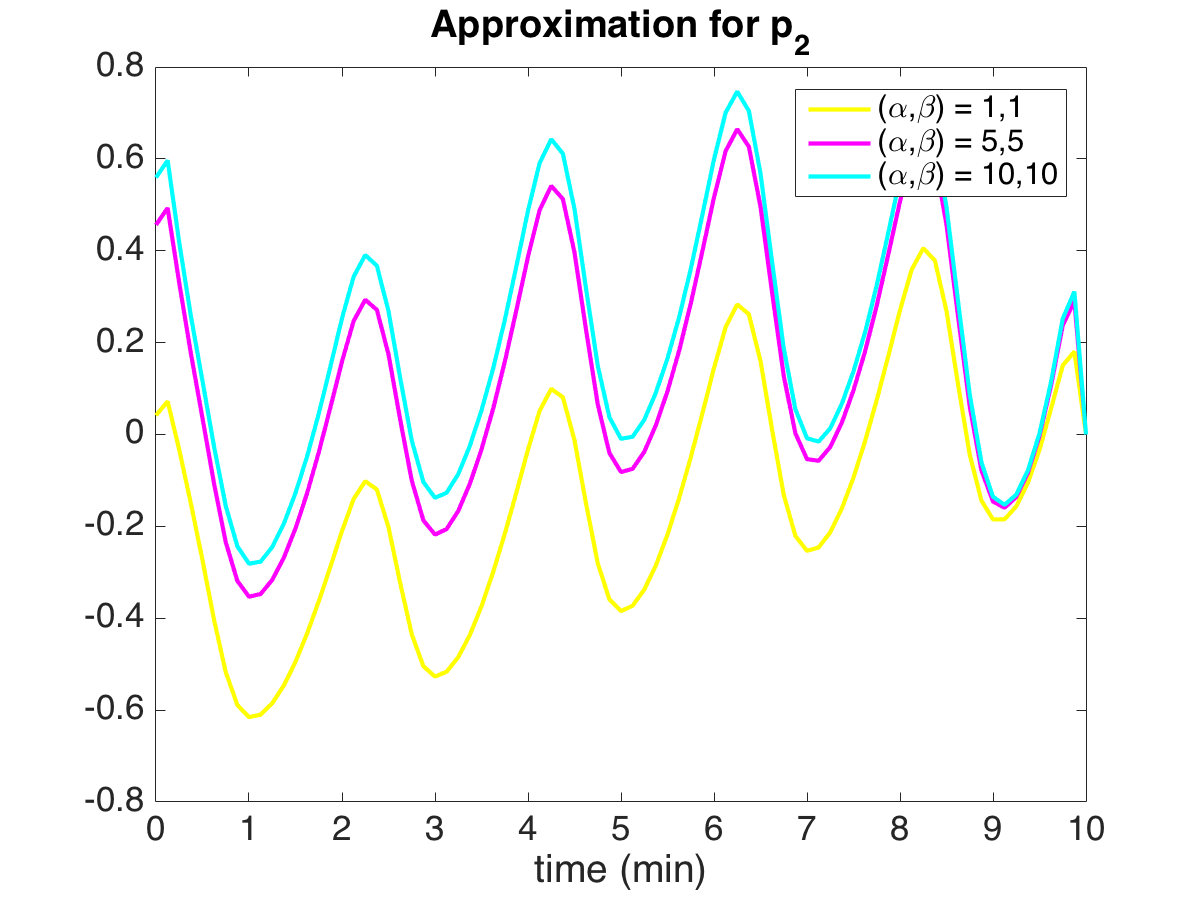 Approximation for p₂
0.8
0.6
0.4
0.2
0
-0.2
-0.4
-0.6
-0.8
(α,β) = 1,1
(α,β) = 5,5
(α,β) = 10,10
0 1 2 3 4 5 6 7 8 9 10
time (min)